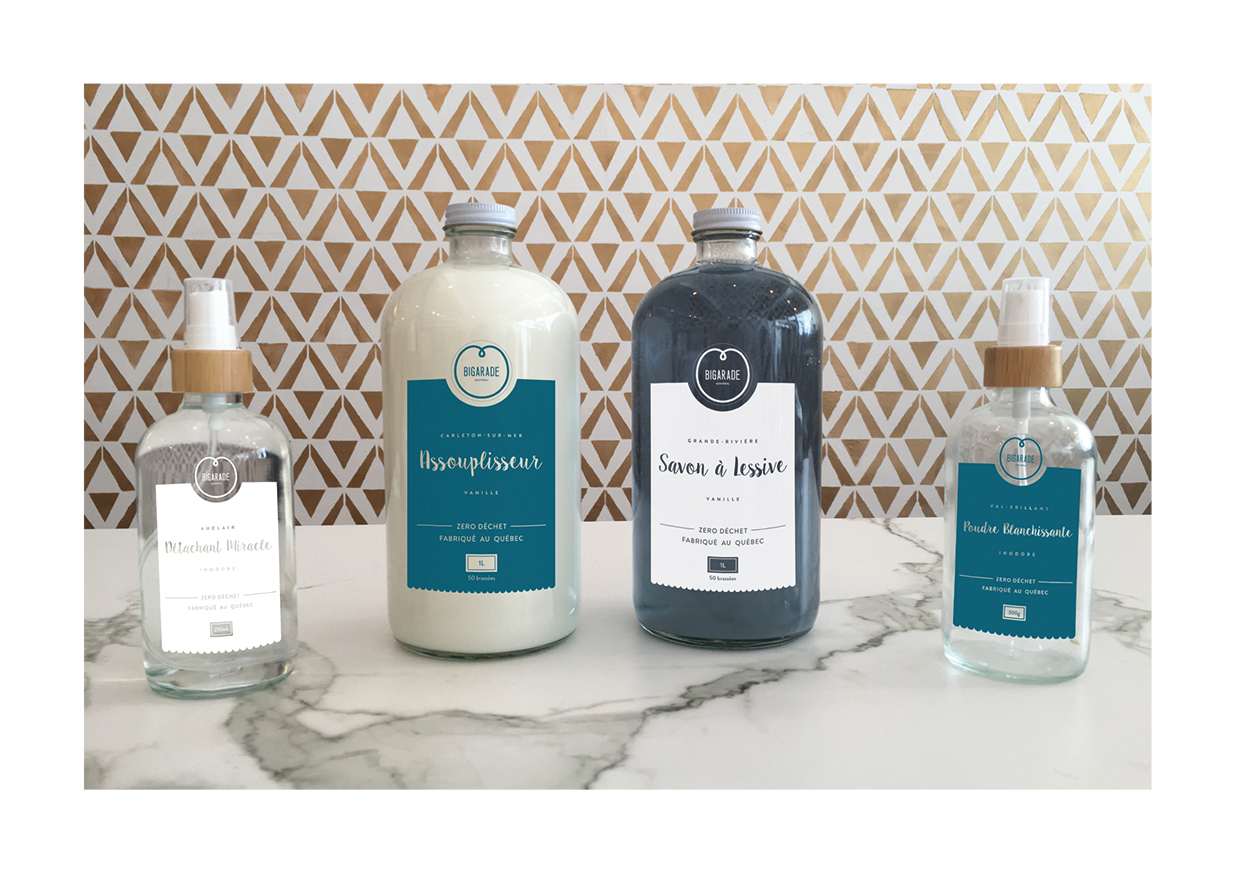 BIGARADE
AUCLAIR
Détachant Miracle
INODORE
ZERO DÉCHET
FABRIQUÉ AU QUÉBEC
BIGARADE
MONTRÉAL
CARLETON-SUR-MER
Assouplisseur
VANILLE
ZERO DÉCHET
FABRIQUÉ AU QUÉBEC
1L
50 brassées
BIGARADE
MONTRÉAL
GRANDE-RIVIÈRE
Savon à Lessive
VANILLE
ZERO DÉCHET
FABRIQUÉ AU QUÉBEC
1L
50 brassées
BIGARADE
VAL-BRILLANT
Poudre Blanchissante
INODORE
ZERO DÉCHET
FABRIQUÉ AU QUÉBEC
300g